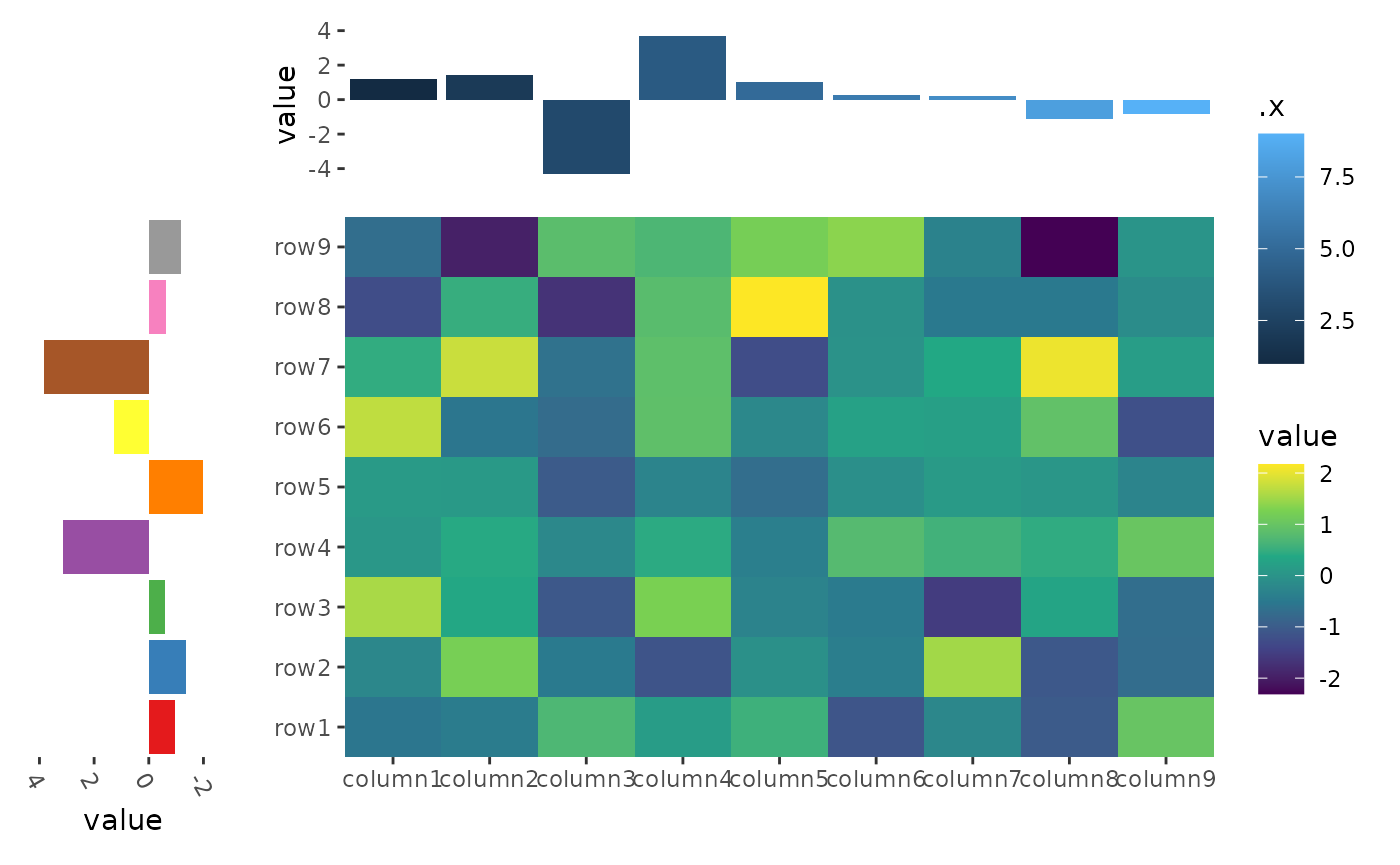 4
2
0
-2
-4
value
.x
7.5
5.0
2.5
row9
row8
row7
row6
row5
row4
row3
row2
row1
value
2
1
0
-1
-2
column1 column2 column3 column4 column5 column6 column7 column8 column9
4 2 0 -2
value